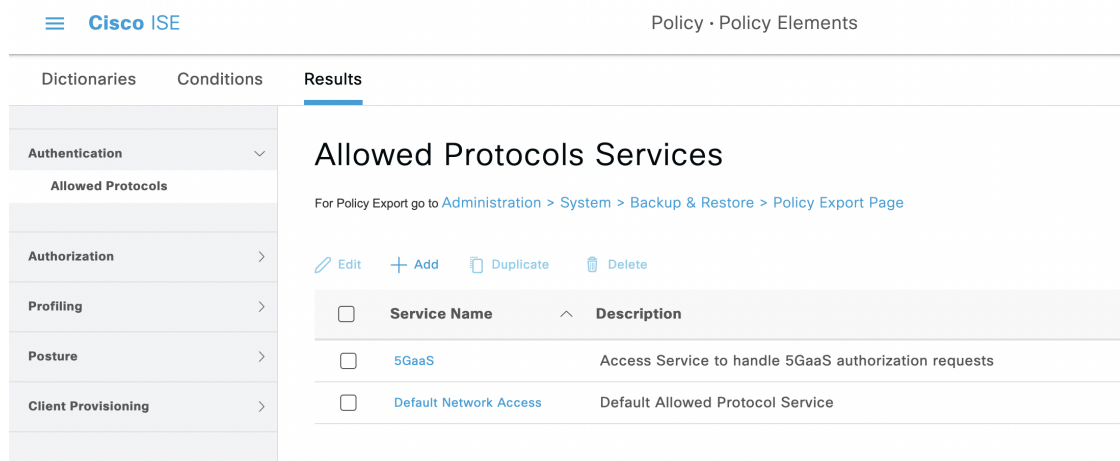 Cisco ISE
Policy · Policy Elements
Dictionaries Conditions Results
Authentication
Allowed Protocols
Authorization
Profiling
Posture
Client Provisioning
Allowed Protocols Services
For Policy Export go to Administration > System > Backup & Restore > Policy Export Page
Edit Add Duplicate Delete
Service Name Description
5GaaS Access Service to handle 5GaaS authorization requests
Default Network Access Default Allowed Protocol Service